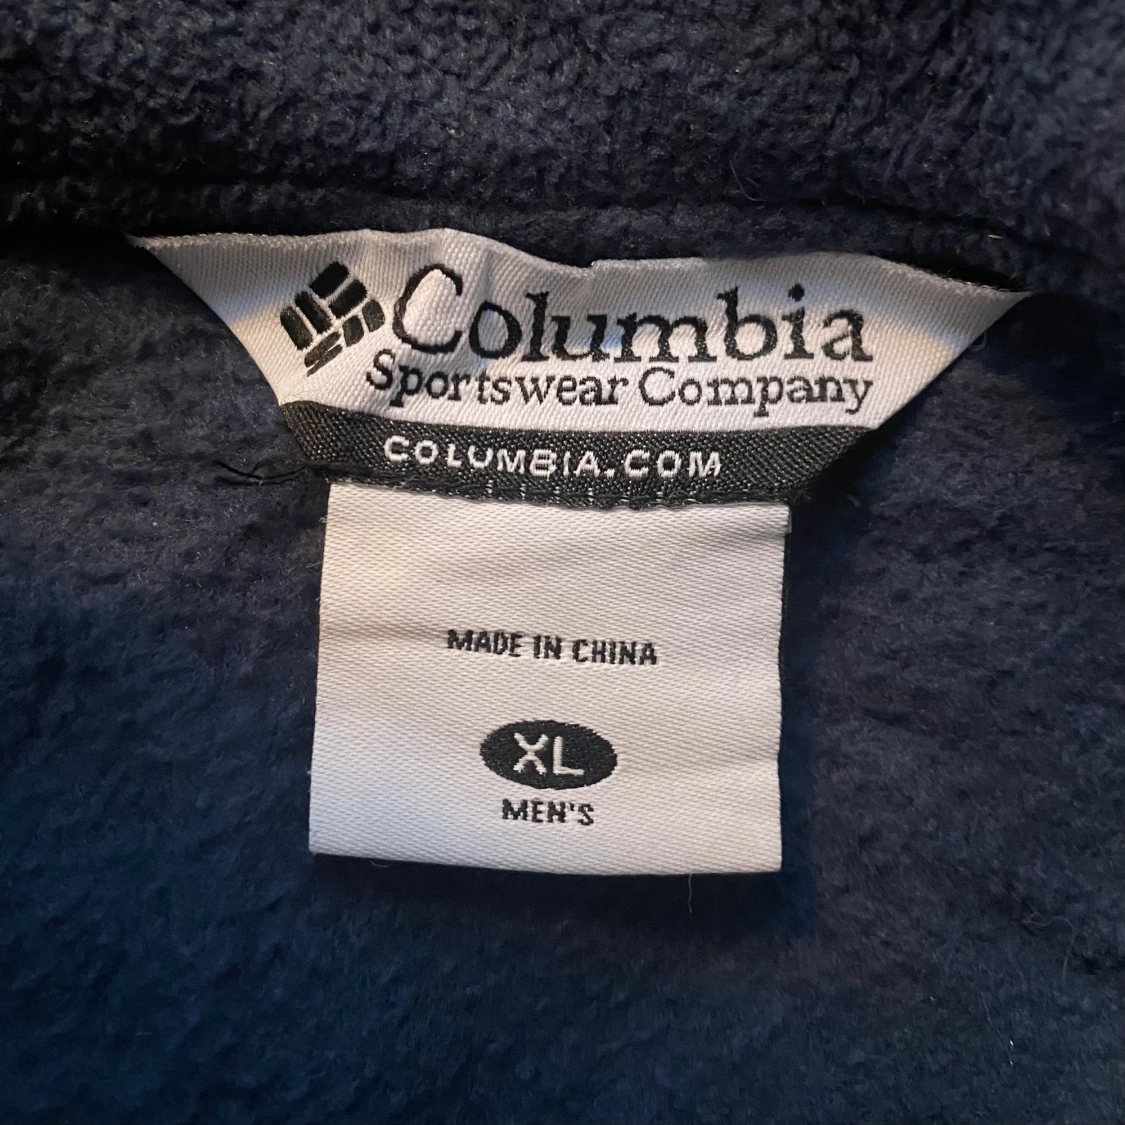 Columbia
Sportswear Company
COLUMBIA.COM
MADE IN CHINA
XL
MEN'S